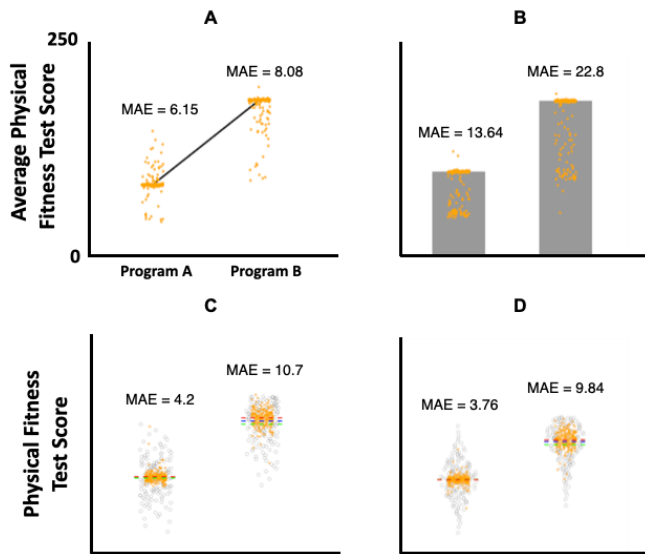 A
B
250
MAE = 8.08
MAE = 22.8
MAE = 6.15
MAE = 13.64
Average Physical
Fitness Test Score
0
Program A
Program B
C
D
MAE = 10.7
MAE = 9.84
MAE = 4.2
MAE = 3.76
Physical Fitness
Test Score